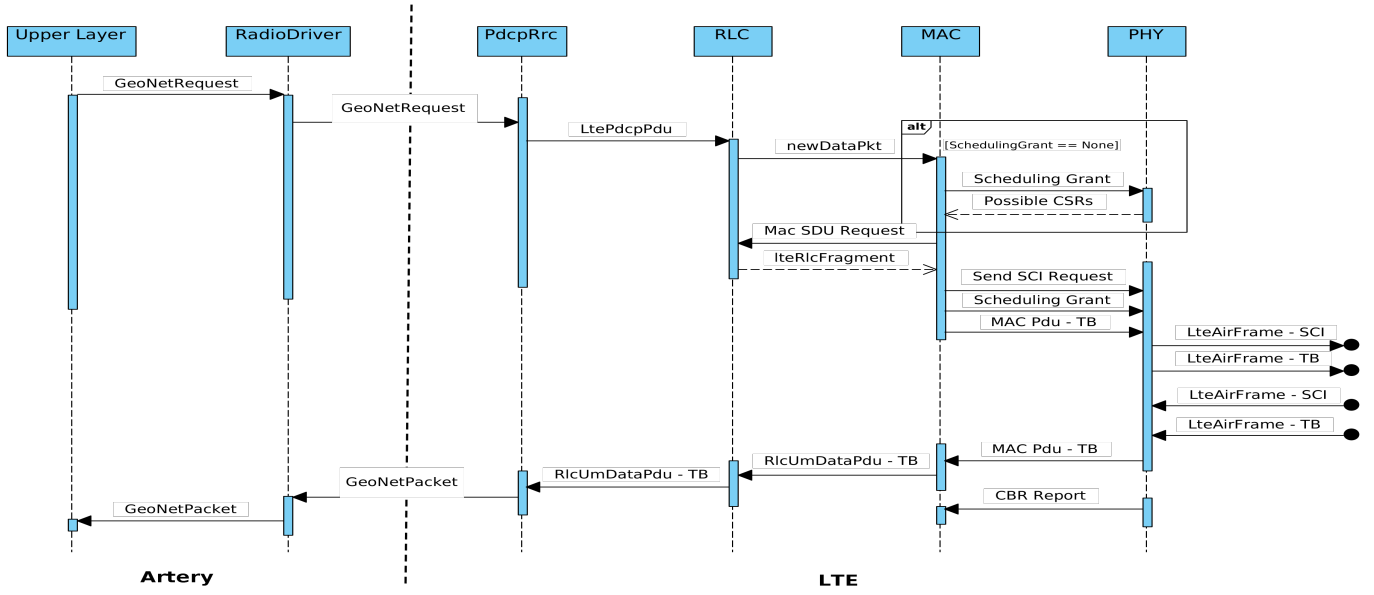 Upper Layer
RadioDriver
PdcpRrc
RLC
MAC
PHY
GeoNetRequest
GeoNetRequest
LtePdcpPdu
alt
newDataPkt
[SchedulingGrant == None]
Scheduling Grant
Possible CSRs
Mac SDU Request
lteRlcFragment
Send SCI Request
Scheduling Grant
MAC Pdu - TB
LteAirFrame - SCI
LteAirFrame - TB
LteAirFrame - SCI
LteAirFrame - TB
MAC Pdu - TB
RlcUmDataPdu - TB
RlcUmDataPdu - TB
GeoNetPacket
CBR Report
GeoNetPacket
Artery
LTE